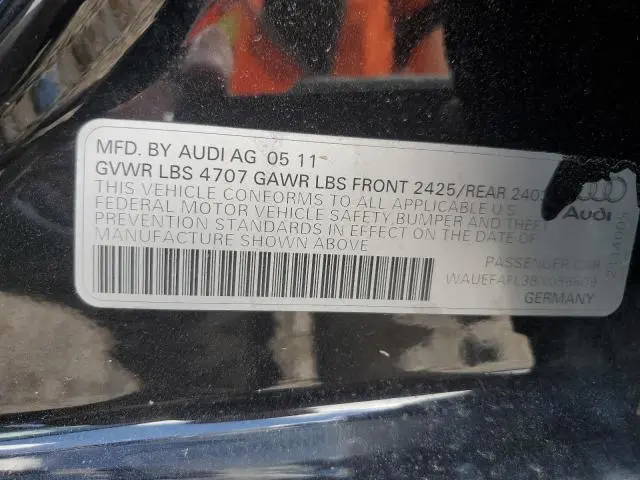 MFD. BY AUDI AG 05 11
GVWR LBS 4707 GAWR LBS FRONT 2425/REAR
THIS VEHICLE CONFORMS TO ALL APPLICABLE U.S
FEDERAL MOTOR VEHICLE SAFETY, BUMPER AND THEFT
PREVENTION STANDARDS IN EFFECT ON THE DATE OF
MANUFACTURE SHOWN ABOVE
Audi
PASSENGER CAR
GERMANY